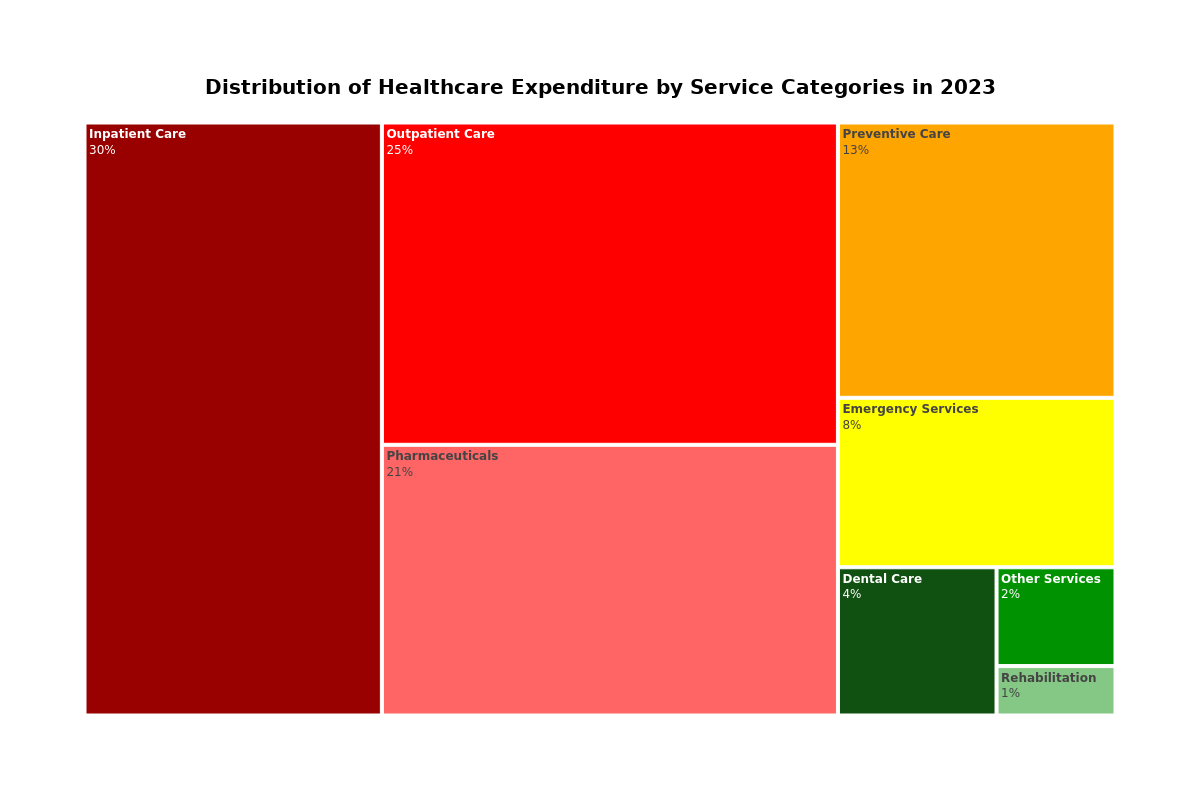 Distribution of Healthcare Expenditure by Service Categories in 2023
Inpatient Care
30%
Outpatient Care
25%
Pharmaceuticals
21%
Preventive Care
13%
Emergency Services
8%
Dental Care
4%
Other Services
2%
Rehabilitation
1%